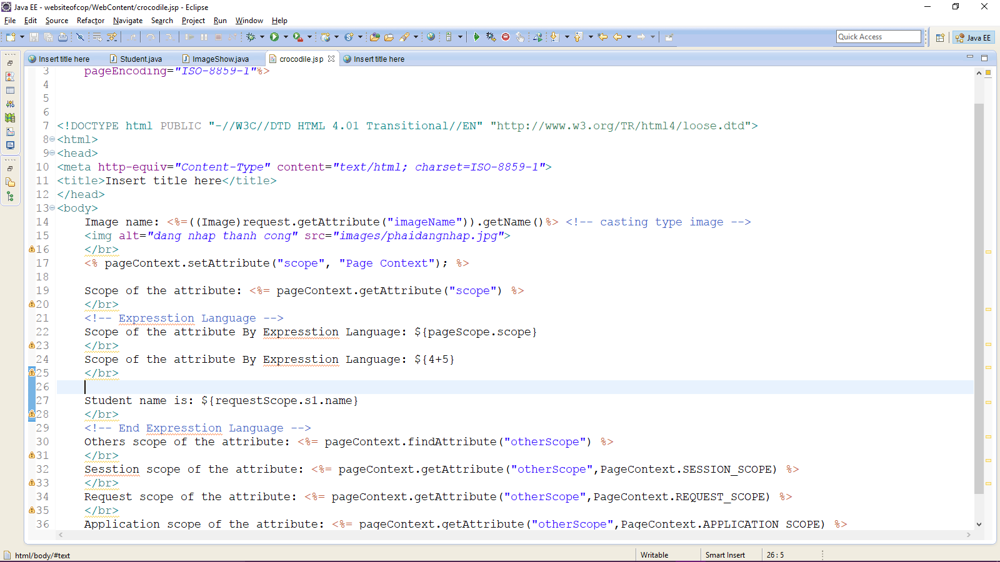 Java EE - websiteofcop/WebContent/crocodile.jsp - Eclipse
File Edit Source Refactor Navigate Search Project Run Window Help
Quick Access
Java EE
Insert title here Student.java ImageShow.java crocodile.jsp Insert title here
3 pageEncoding="ISO-8859-1"%>
4
5
6
7 <!DOCTYPE html PUBLIC "-//W3C//DTD HTML 4.01 Transitional//EN" "http://www.w3.org/TR/html4/loose.dtd">
8 <html>
9 <head>
10 <meta http-equiv="Content-Type" content="text/html; charset=ISO-8859-1">
11 <title>Insert title here</title>
12 </head>
13 <body>
14 Image name: <%=((Image)request.getAttribute("imageName")).getName()%> <!-- casting type image -->
15 <img alt="dang nhap thanh cong" src="images/phaidangnhap.jpg">
16 </br>
17 <% pageContext.setAttribute("scope", "Page Context"); %>
18
19 Scope of the attribute: <%= pageContext.getAttribute("scope") %>
20 </br>
21 <!-- Expresstion Language -->
22 Scope of the attribute By Expresstion Language: ${pageScope.scope}
23 </br>
24 Scope of the attribute By Expresstion Language: ${4+5}
25 </br>
26
27 Student name is: ${requestScope.s1.name}
28 </br>
29 <!-- End Expresstion Language -->
30 Others scope of the attribute: <%= pageContext.findAttribute("otherScope") %>
31 </br>
32 Sesstion scope of the attribute: <%= pageContext.getAttribute("otherScope",PageContext.SESSION_SCOPE) %>
33 </br>
34 Request scope of the attribute: <%= pageContext.getAttribute("otherScope",PageContext.REQUEST_SCOPE) %>
35 </br>
36 Application scope of the attribute: <%= pageContext.getAttribute("otherScope",PageContext.APPLICATION_SCOPE) %>
html/body/#text Writable Smart Insert 26 : 5